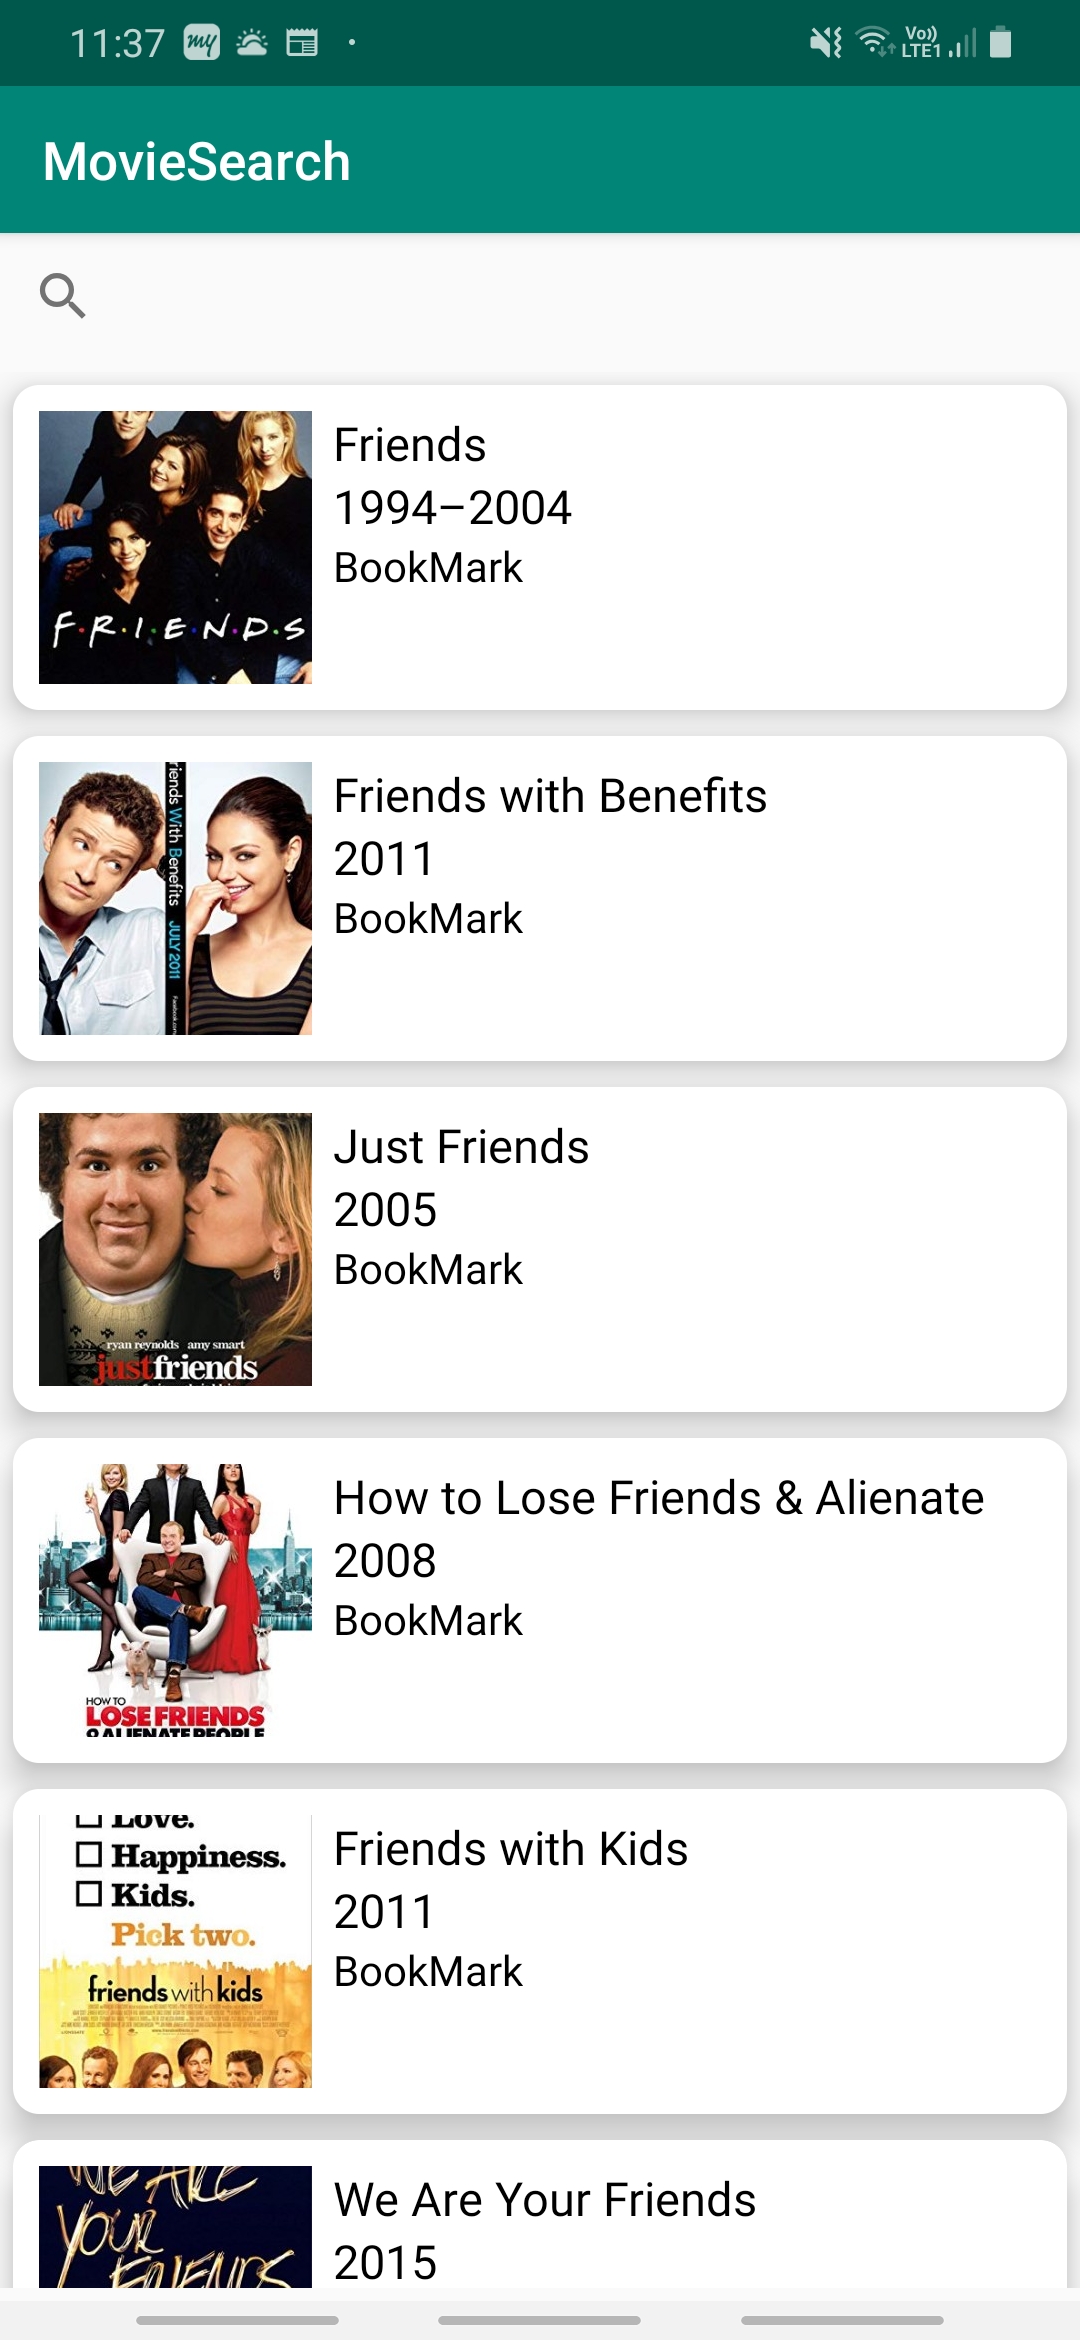 11:37 my Vo)) LTE1
MovieSearch
Friends
1994–2004
BookMark
F·R·I·E·N·D·S
Friends with Benefits
2011
BookMark
riends With Benefits JULY 2011
Just Friends
2005
BookMark
ryan reynolds amy smart
justfriends
How to Lose Friends & Alienate
2008
BookMark
HOW TO
LOSE FRIENDS
& ALIENATE PEOPLE
Love.
Happiness.
Kids.
Pick two.
friends with kids
Friends with Kids
2011
BookMark
WE ARE
YOUR
FRIENDS
We Are Your Friends
2015